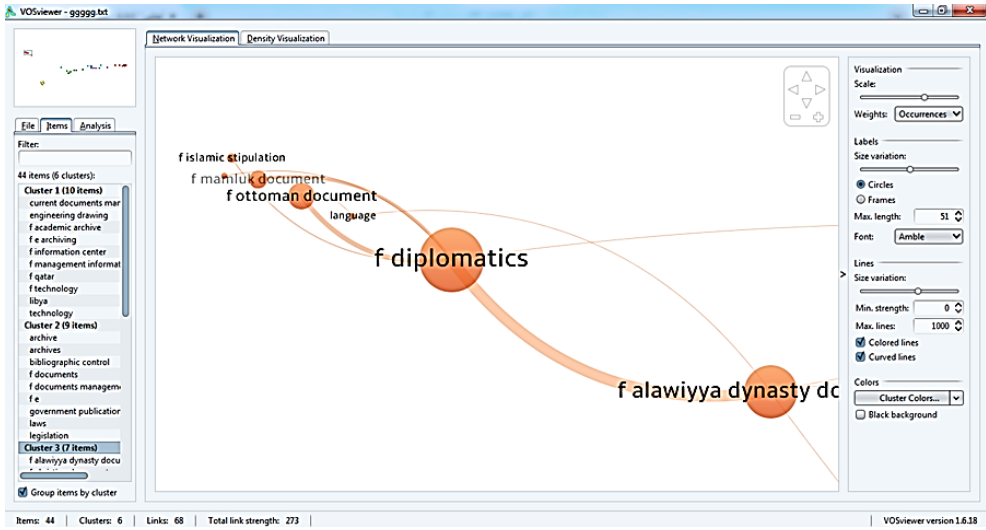 VOSviewer - ggggg.txt
File Items Analysis
Filter:
44 items (6 clusters):
Cluster 1 (10 items)
current documents mar
engineering drawing
f academic archive
f e archiving
f information center
f management informat
f qatar
f technology
libya
technology
Cluster 2 (9 items)
archive
archives
bibliographic control
f documents
f documents managem
f e
government publication
laws
legislation
Cluster 3 (7 items)
f alawiyya dynasty docu
Group items by cluster
Network Visualization Density Visualization
f islamic stipulation
f mamluk document
f ottoman document
language
f diplomatics
f alawiyya dynasty dc
>
Visualization
Scale:
Weights: Occurrences
Labels
Size variation:
Circles
Frames
Max. length: 51
Font: Amble
Lines
Size variation:
Min. strength: 0
Max. lines: 1000
Colored lines
Curved lines
Colors
Cluster Colors...
Black background
Items: 44 | Clusters: 6 | Links: 68 | Total link strength: 273 |
VOSviewer version 1.6.18